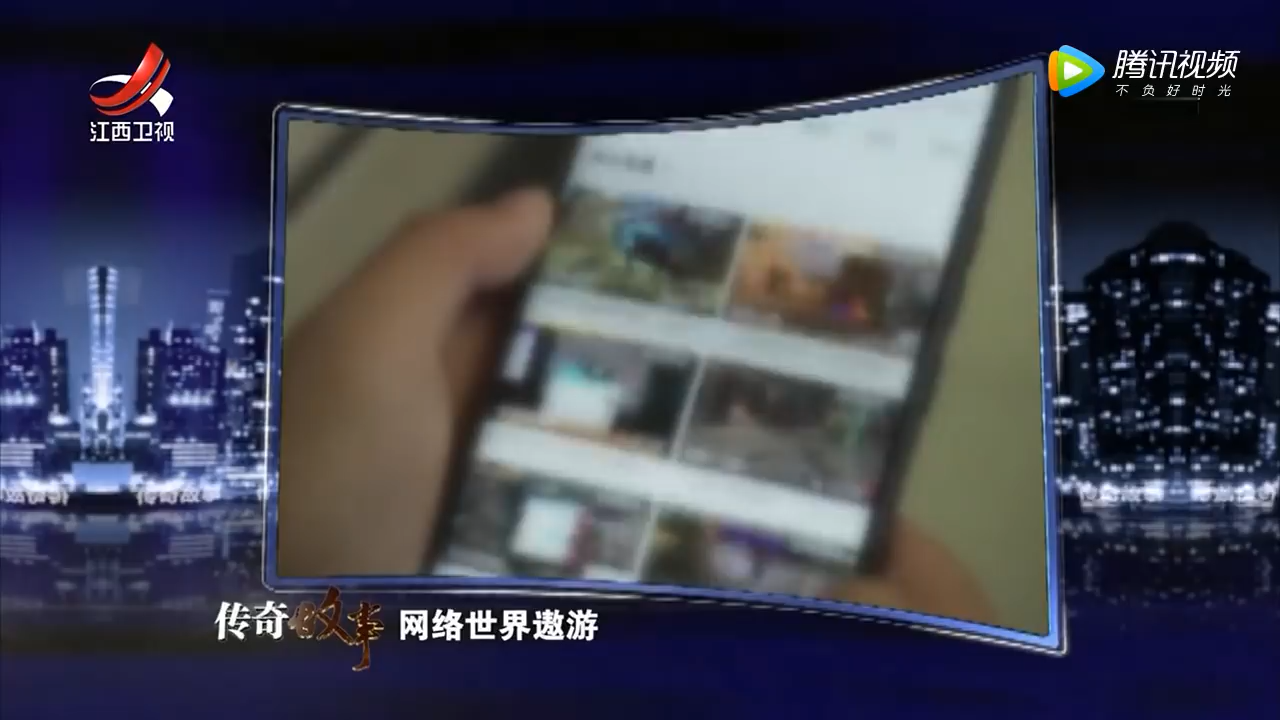 江西卫视
腾讯视频
不负好时光
传奇故事 网络世界遨游